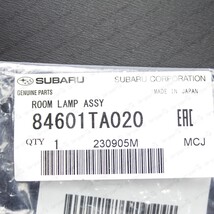 SUBARU SUBARU CORPORATION
GENUINE PARTS MADE IN JAPAN
ROOM LAMP ASSY
84601TA020 EAC
QTY 1 230905M MCJ